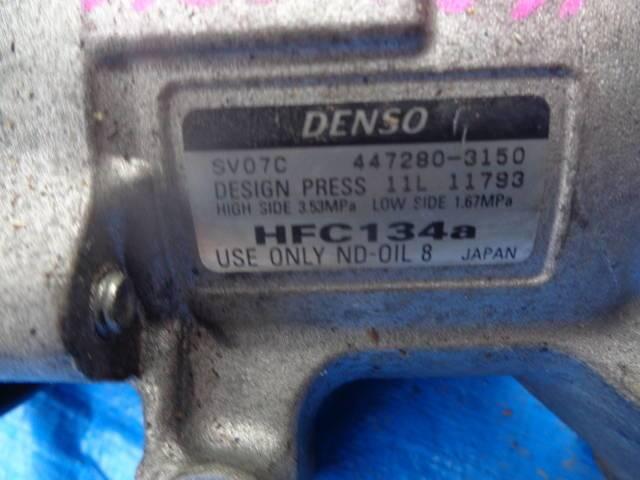 DENSO
SV07C 447280-3150
DESIGN PRESS 11L 11793
HIGH SIDE 3.53MPa LOW SIDE 1.67MPa
HFC134a
USE ONLY ND-OIL 8 JAPAN